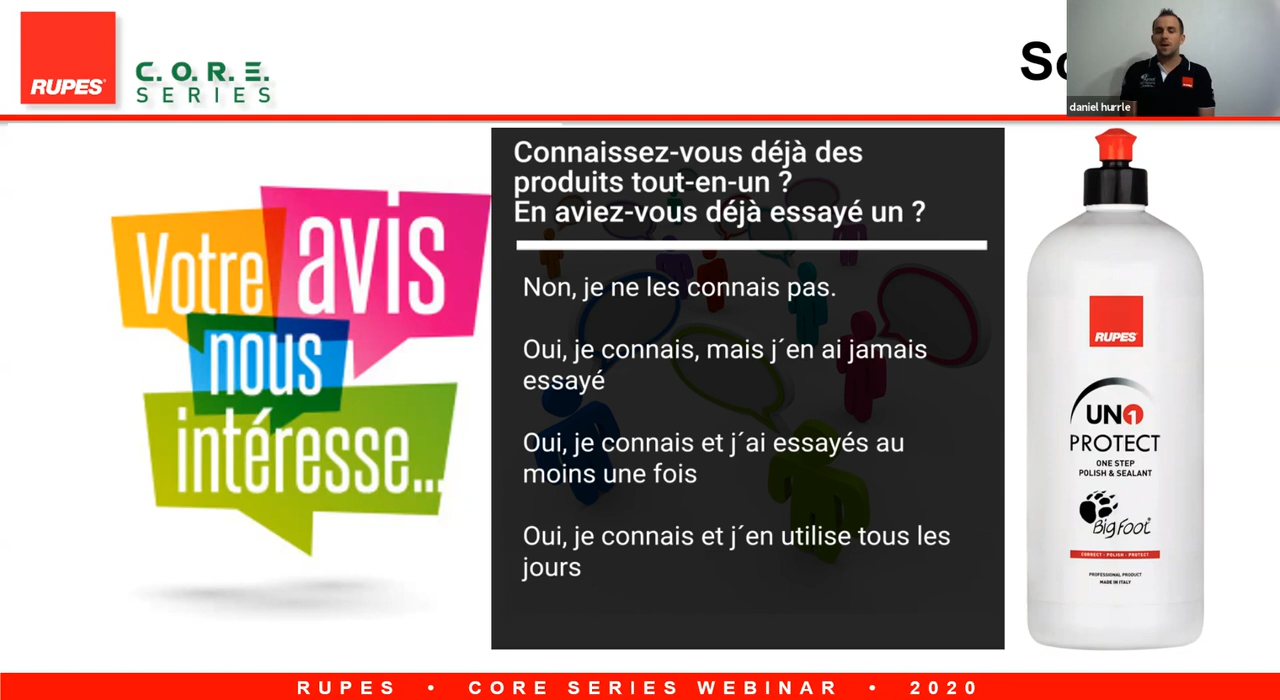 RUPES
C.O.R.E.
SERIES
daniel hurrle
Votre avis
nous
intéresse...
Connaissez-vous déjà des
produits tout-en-un ?
En aviez-vous déjà essayé un ?
Non, je ne les connais pas.
Oui, je connais, mais j´en ai jamais
essayé
Oui, je connais et j´ai essayés au
moins une fois
Oui, je connais et j´en utilise tous les
jours
RUPES
UNO
PROTECT
ONE STEP
POLISH & SEALANT
BigFoot
CORRECT - POLISH - PROTECT
PROFESSIONAL PRODUCT
MADE IN ITALY
RUPES • CORE SERIES WEBINAR • 2020